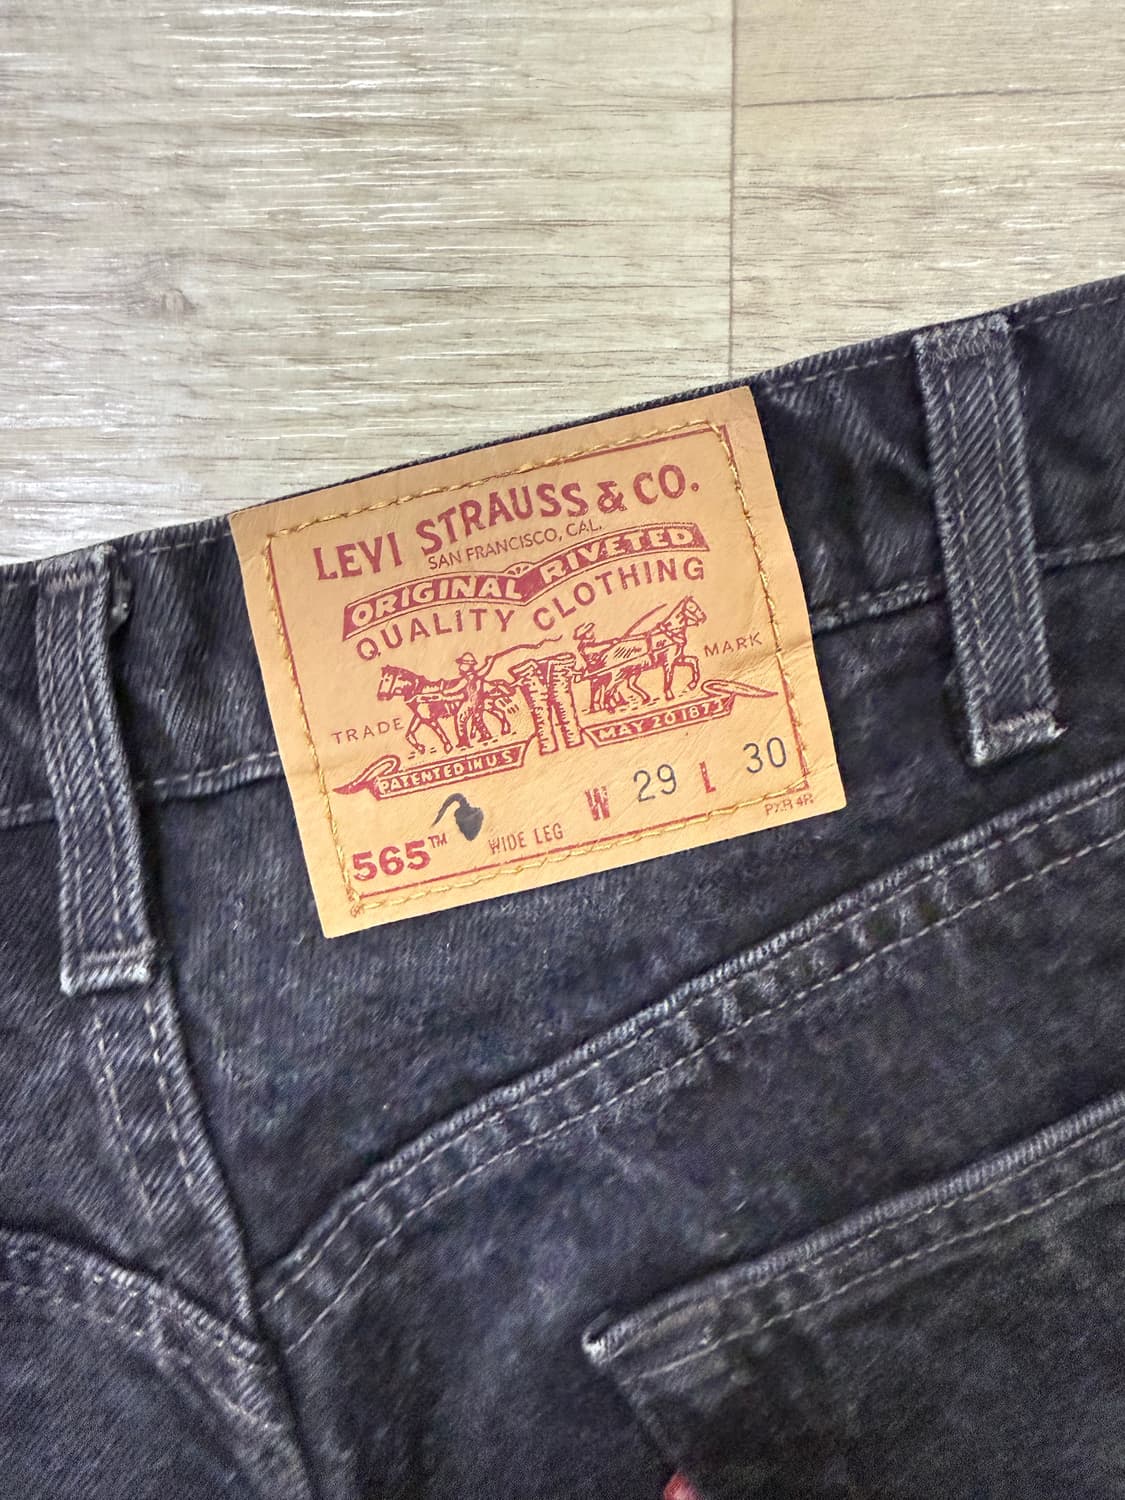 LEVI STRAUSS & CO.
SAN FRANCISCO, CAL.
ORIGINAL RIVETED
QUALITY CLOTHING
TRADE MARK
PATENTED IN U.S. MAY 20 1873
565™ WIDE LEG W 29 L 30